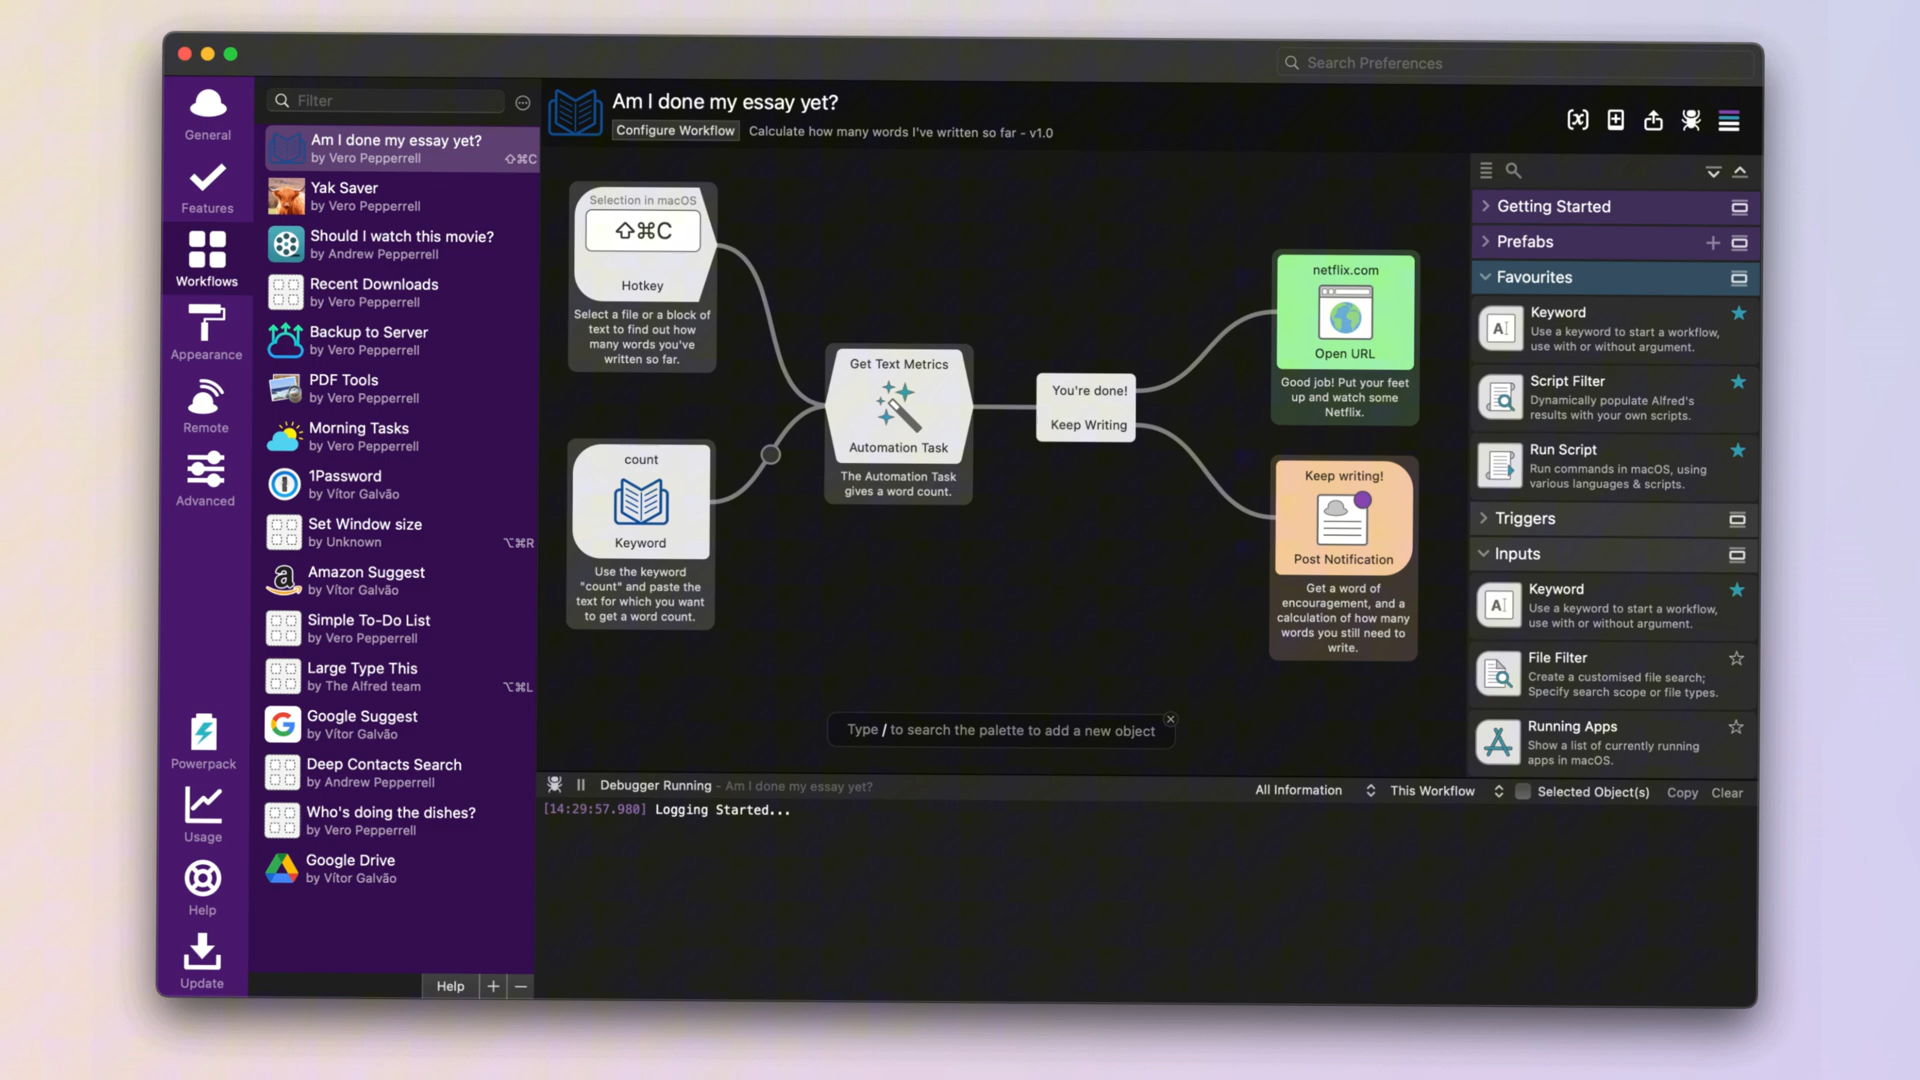 Search Preferences
General
Features
Workflows
Appearance
Remote
Advanced
Powerpack
Usage
Help
Update
Filter
Am I done my essay yet?
by Vero Pepperrell
⇧⌘C
Yak Saver
by Vero Pepperrell
Should I watch this movie?
by Andrew Pepperrell
Recent Downloads
by Vero Pepperrell
Backup to Server
by Vero Pepperrell
PDF Tools
by Vero Pepperrell
Morning Tasks
by Vero Pepperrell
1Password
by Vítor Galvão
Set Window size
by Unknown
⌥⌘R
Amazon Suggest
by Vítor Galvão
Simple To-Do List
by Vero Pepperrell
Large Type This
by The Alfred team
⌥⌘L
Google Suggest
by Vítor Galvão
Deep Contacts Search
by Andrew Pepperrell
Who's doing the dishes?
by Vero Pepperrell
Google Drive
by Vítor Galvão
Help + −
Am I done my essay yet?
Configure Workflow Calculate how many words I've written so far - v1.0
Selection in macOS
⇧⌘C
Hotkey
Select a file or a block of
text to find out how
many words you've
written so far.
count
Keyword
Use the keyword
"count" and paste the
text for which you want
to get a word count.
Get Text Metrics
Automation Task
The Automation Task
gives a word count.
You're done!
Keep Writing
netflix.com
Open URL
Good job! Put your feet
up and watch some
Netflix.
Keep writing!
Post Notification
Get a word of
encouragement, and a
calculation of how many
words you still need to
write.
Type / to search the palette to add a new object
Getting Started
Prefabs
Favourites
Keyword
Use a keyword to start a workflow,
use with or without argument.
Script Filter
Dynamically populate Alfred's
results with your own scripts.
Run Script
Run commands in macOS, using
various languages & scripts.
Triggers
Inputs
Keyword
Use a keyword to start a workflow,
use with or without argument.
File Filter
Create a customised file search;
Specify search scope or file types.
Running Apps
Show a list of currently running
apps in macOS.
Debugger Running - Am I done my essay yet?
All Information This Workflow Selected Object(s) Copy Clear
[14:29:57.980] Logging Started...